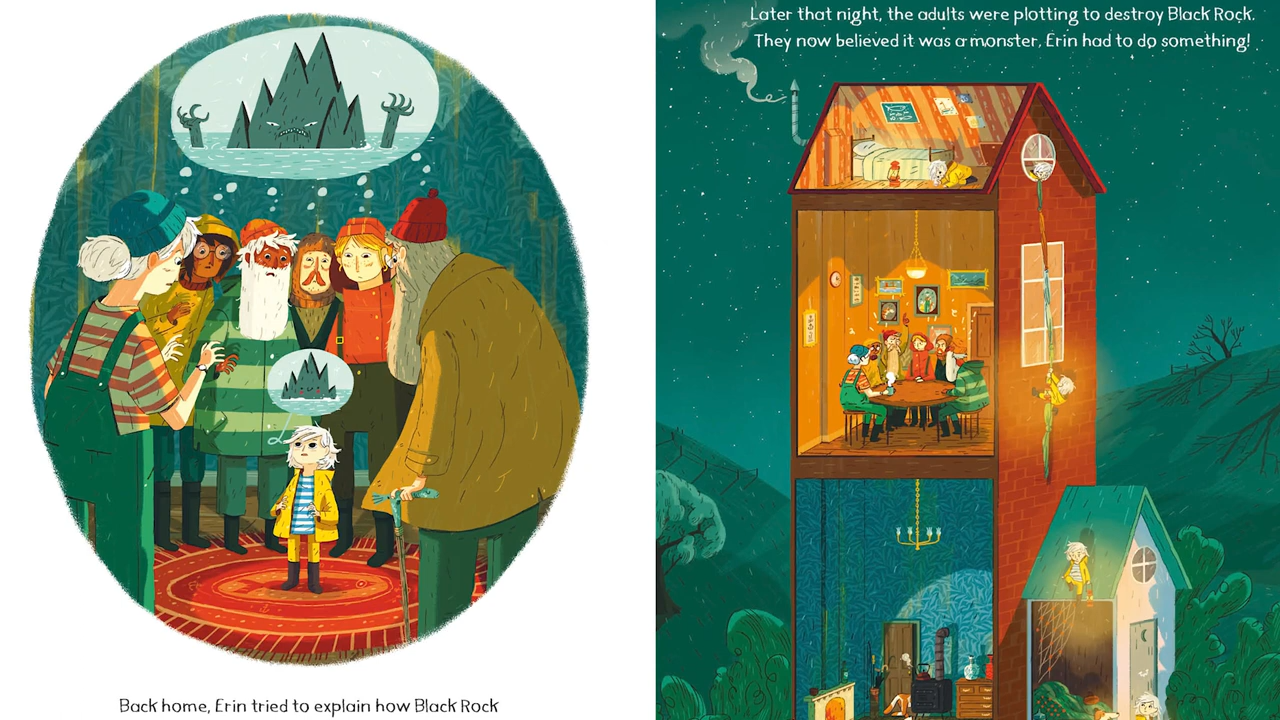 Back home, Erin tried to explain how Black Rock
Later that night, the adults were plotting to destroy Black Rock.
They now believed it was a monster, Erin had to do something!